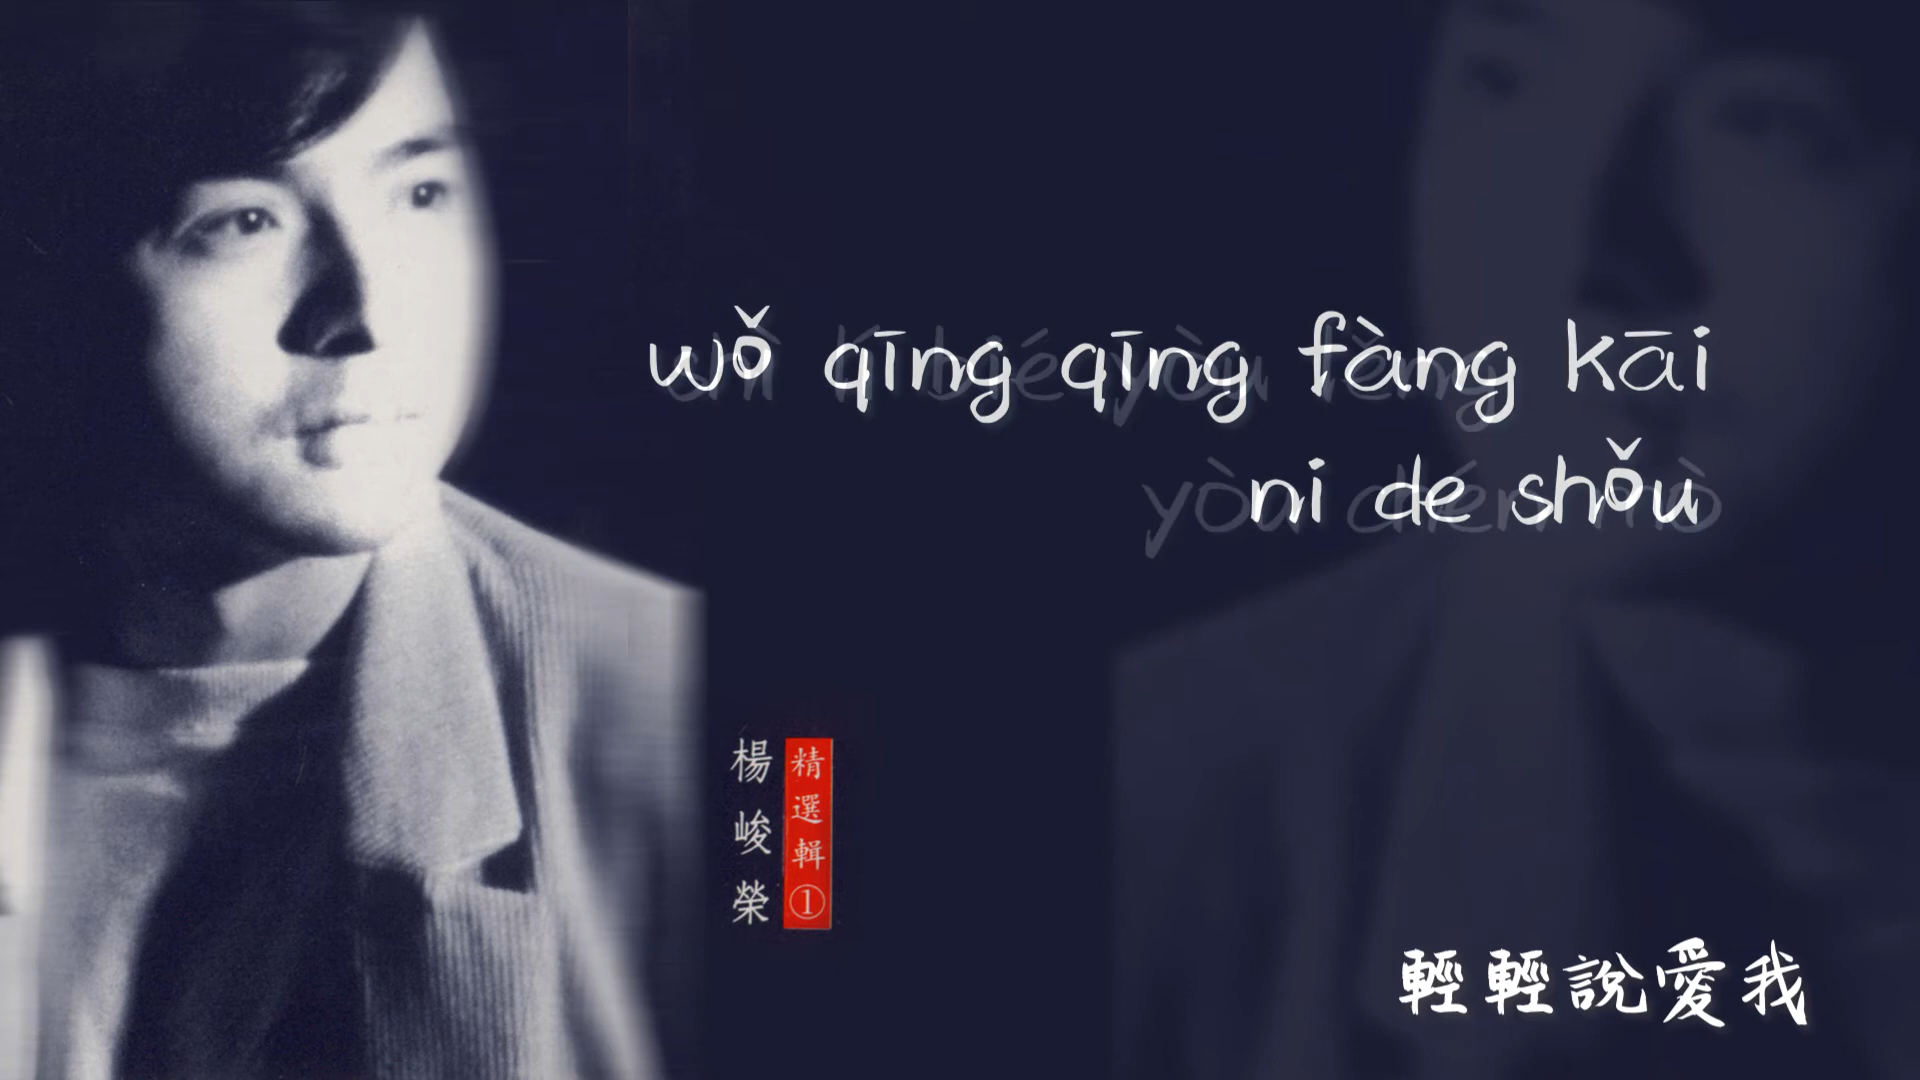 wǒ qīng qīng fàng kāi
ni de shǒu
楊峻榮
精選輯①
輕輕說愛我